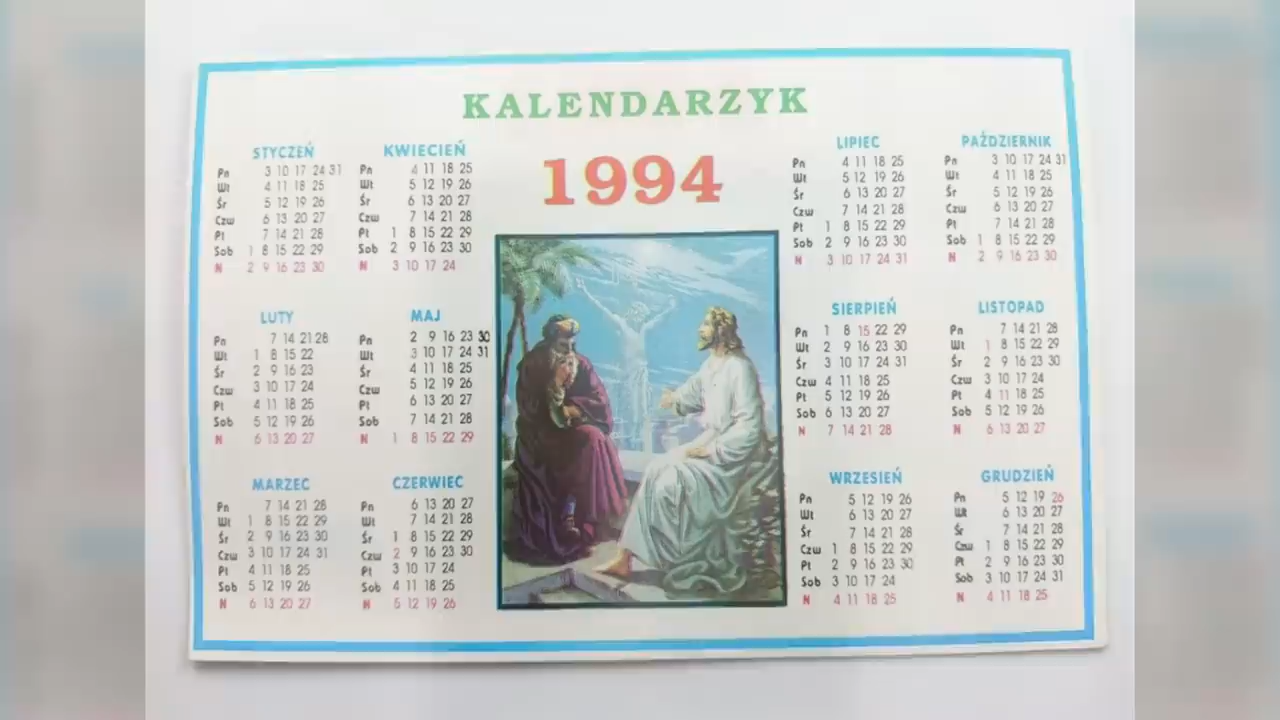 KALENDARZYK
1994
STYCZEŃ
Pn 3 10 17 24 31
Wt 4 11 18 25
Śr 5 12 19 26
Czw 6 13 20 27
Pt 7 14 21 28
Sob 1 8 15 22 29
N 2 9 16 23 30
LUTY
Pn 7 14 21 28
Wt 1 8 15 22
Śr 2 9 16 23
Czw 3 10 17 24
Pt 4 11 18 25
Sob 5 12 19 26
N 6 13 20 27
MARZEC
Pn 7 14 21 28
Wt 1 8 15 22 29
Śr 2 9 16 23 30
Czw 3 10 17 24 31
Pt 4 11 18 25
Sob 5 12 19 26
N 6 13 20 27
KWIECIEŃ
Pn 4 11 18 25
Wt 5 12 19 26
Śr 6 13 20 27
Czw 7 14 21 28
Pt 1 8 15 22 29
Sob 2 9 16 23 30
N 3 10 17 24
MAJ
Pn 2 9 16 23 30
Wt 3 10 17 24 31
Śr 4 11 18 25
Czw 5 12 19 26
Pt 6 13 20 27
Sob 7 14 21 28
N 1 8 15 22 29
CZERWIEC
Pn 6 13 20 27
Wt 7 14 21 28
Śr 1 8 15 22 29
Czw 2 9 16 23 30
Pt 3 10 17 24
Sob 4 11 18 25
N 5 12 19 26
LIPIEC
Pn 4 11 18 25
Wt 5 12 19 26
Śr 6 13 20 27
Czw 7 14 21 28
Pt 1 8 15 22 29
Sob 2 9 16 23 30
N 3 10 17 24 31
SIERPIEŃ
Pn 1 8 15 22 29
Wt 2 9 16 23 30
Śr 3 10 17 24 31
Czw 4 11 18 25
Pt 5 12 19 26
Sob 6 13 20 27
N 7 14 21 28
WRZESIEŃ
Pn 5 12 19 26
Wt 6 13 20 27
Śr 7 14 21 28
Czw 1 8 15 22 29
Pt 2 9 16 23 30
Sob 3 10 17 24
N 4 11 18 25
PAŹDZIERNIK
Pn 3 10 17 24 31
Wt 4 11 18 25
Śr 5 12 19 26
Czw 6 13 20 27
Pt 7 14 21 28
Sob 1 8 15 22 29
N 2 9 16 23 30
LISTOPAD
Pn 7 14 21 28
Wt 1 8 15 22 29
Śr 2 9 16 23 30
Czw 3 10 17 24
Pt 4 11 18 25
Sob 5 12 19 26
N 6 13 20 27
GRUDZIEŃ
Pn 5 12 19 26
Wt 6 13 20 27
Śr 7 14 21 28
Czw 1 8 15 22 29
Pt 2 9 16 23 30
Sob 3 10 17 24 31
N 4 11 18 25